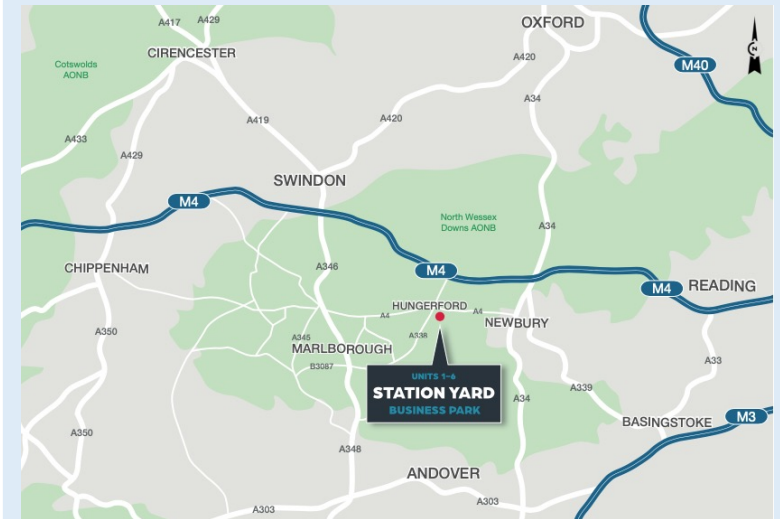 A417
A429
OXFORD
CIRENCESTER
A420
M40
Cotswolds
AONB
A34
A419
A420
A433
A429
SWINDON
M4
North Wessex
Downs AONB
A34
CHIPPENHAM
A346
M4
M4
READING
HUNGERFORD
A4
A4
NEWBURY
A350
A345
A338
MARLBOROUGH
A33
B3087
UNITS 1-6
STATION YARD
BUSINESS PARK
A339
A34
BASINGSTOKE
M3
A350
A348
ANDOVER
A303
A303